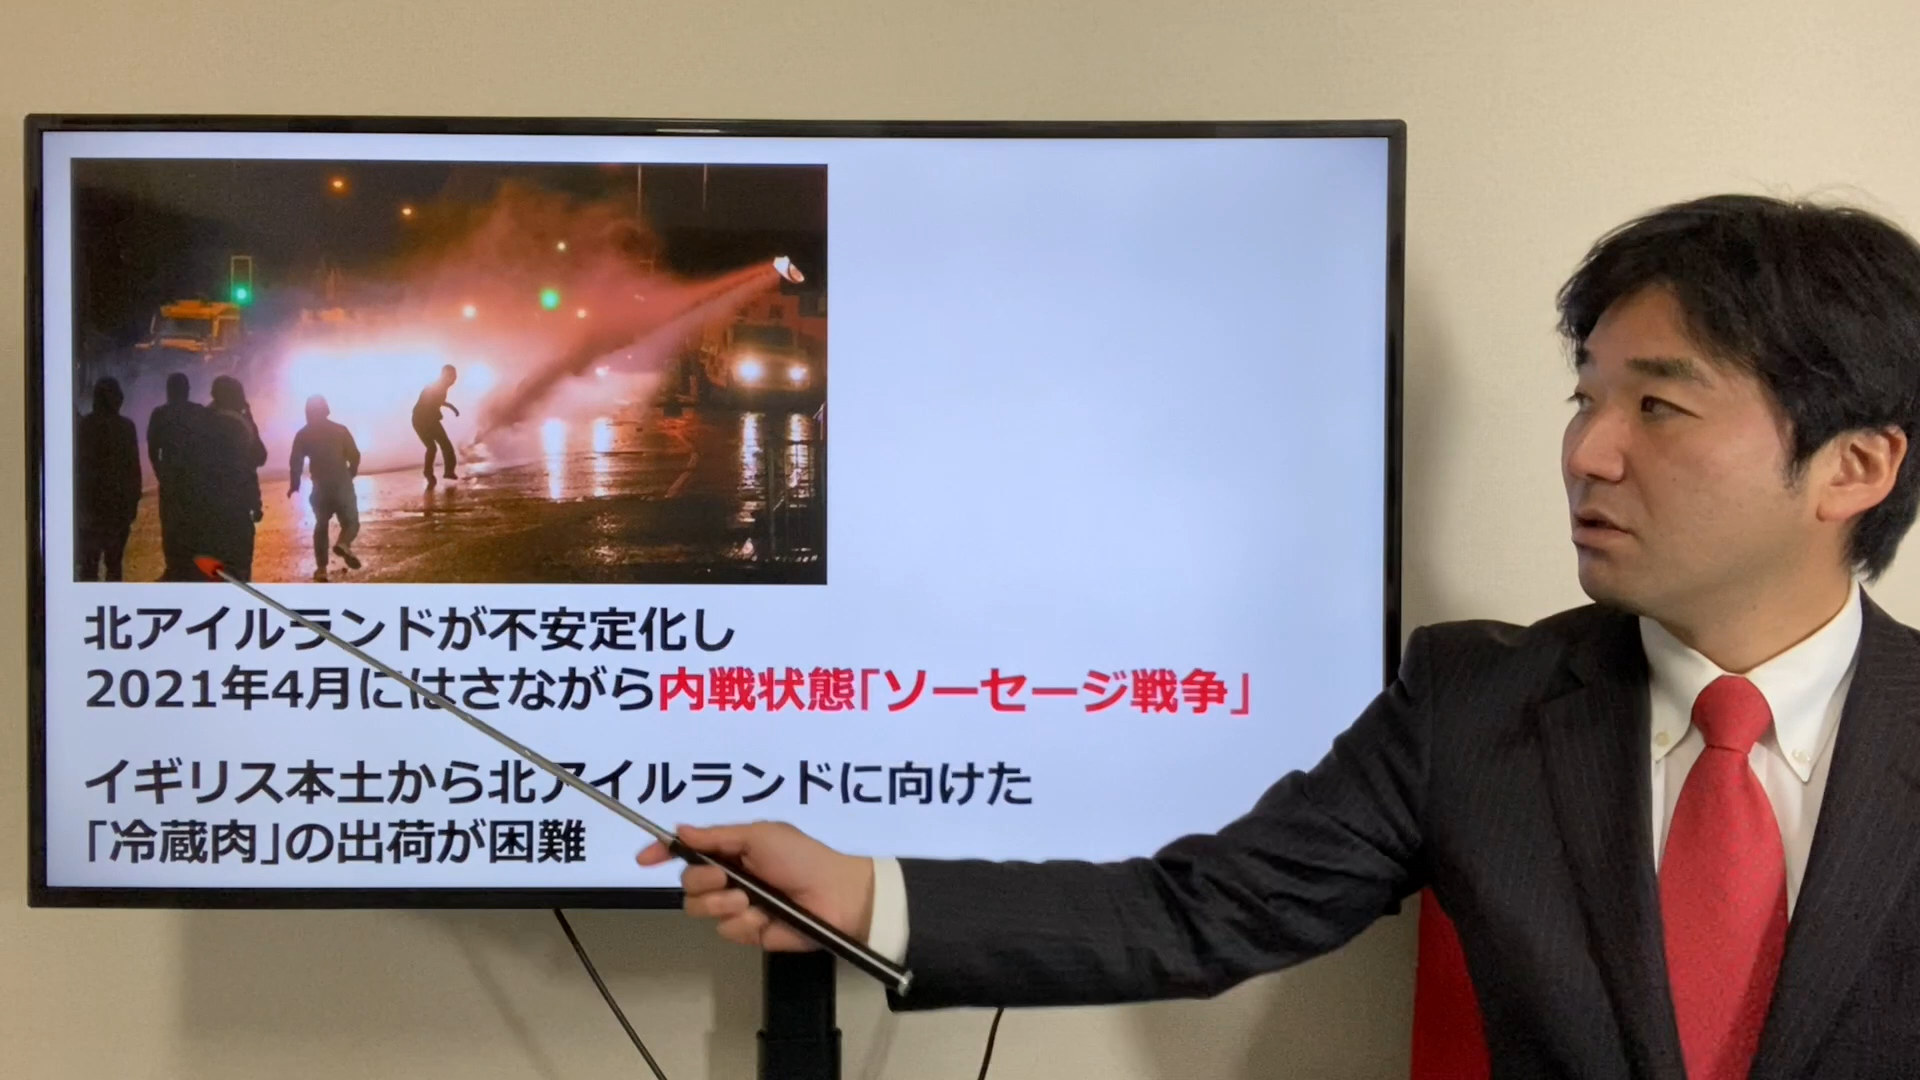 北アイルランドが不安定化し
2021年4月にはさながら内戦状態「ソーセージ戦争」
イギリス本土から北アイルランドに向けた
「冷蔵肉」の出荷が困難